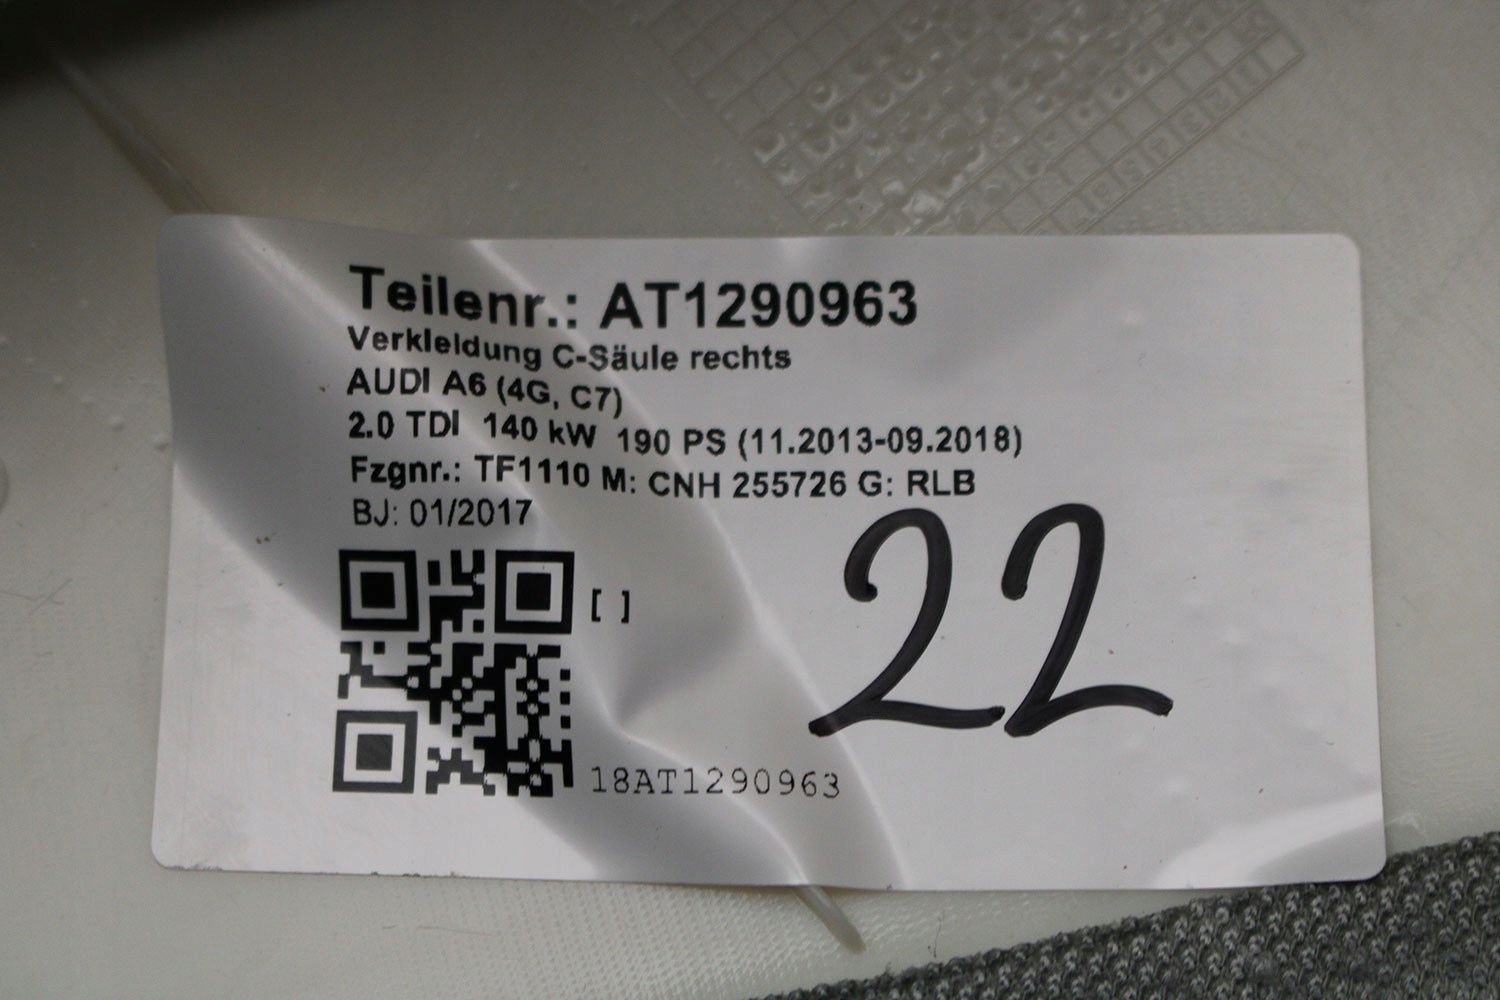 Teilenr.: AT1290963
Verkleidung C-Säule rechts
AUDI A6 (4G, C7)
2.0 TDI 140 kW 190 PS (11.2013-09.2018)
Fzgnr.: TF1110 M: CNH 255726 G: RLB
BJ: 01/2017
[ ]
22
18AT1290963